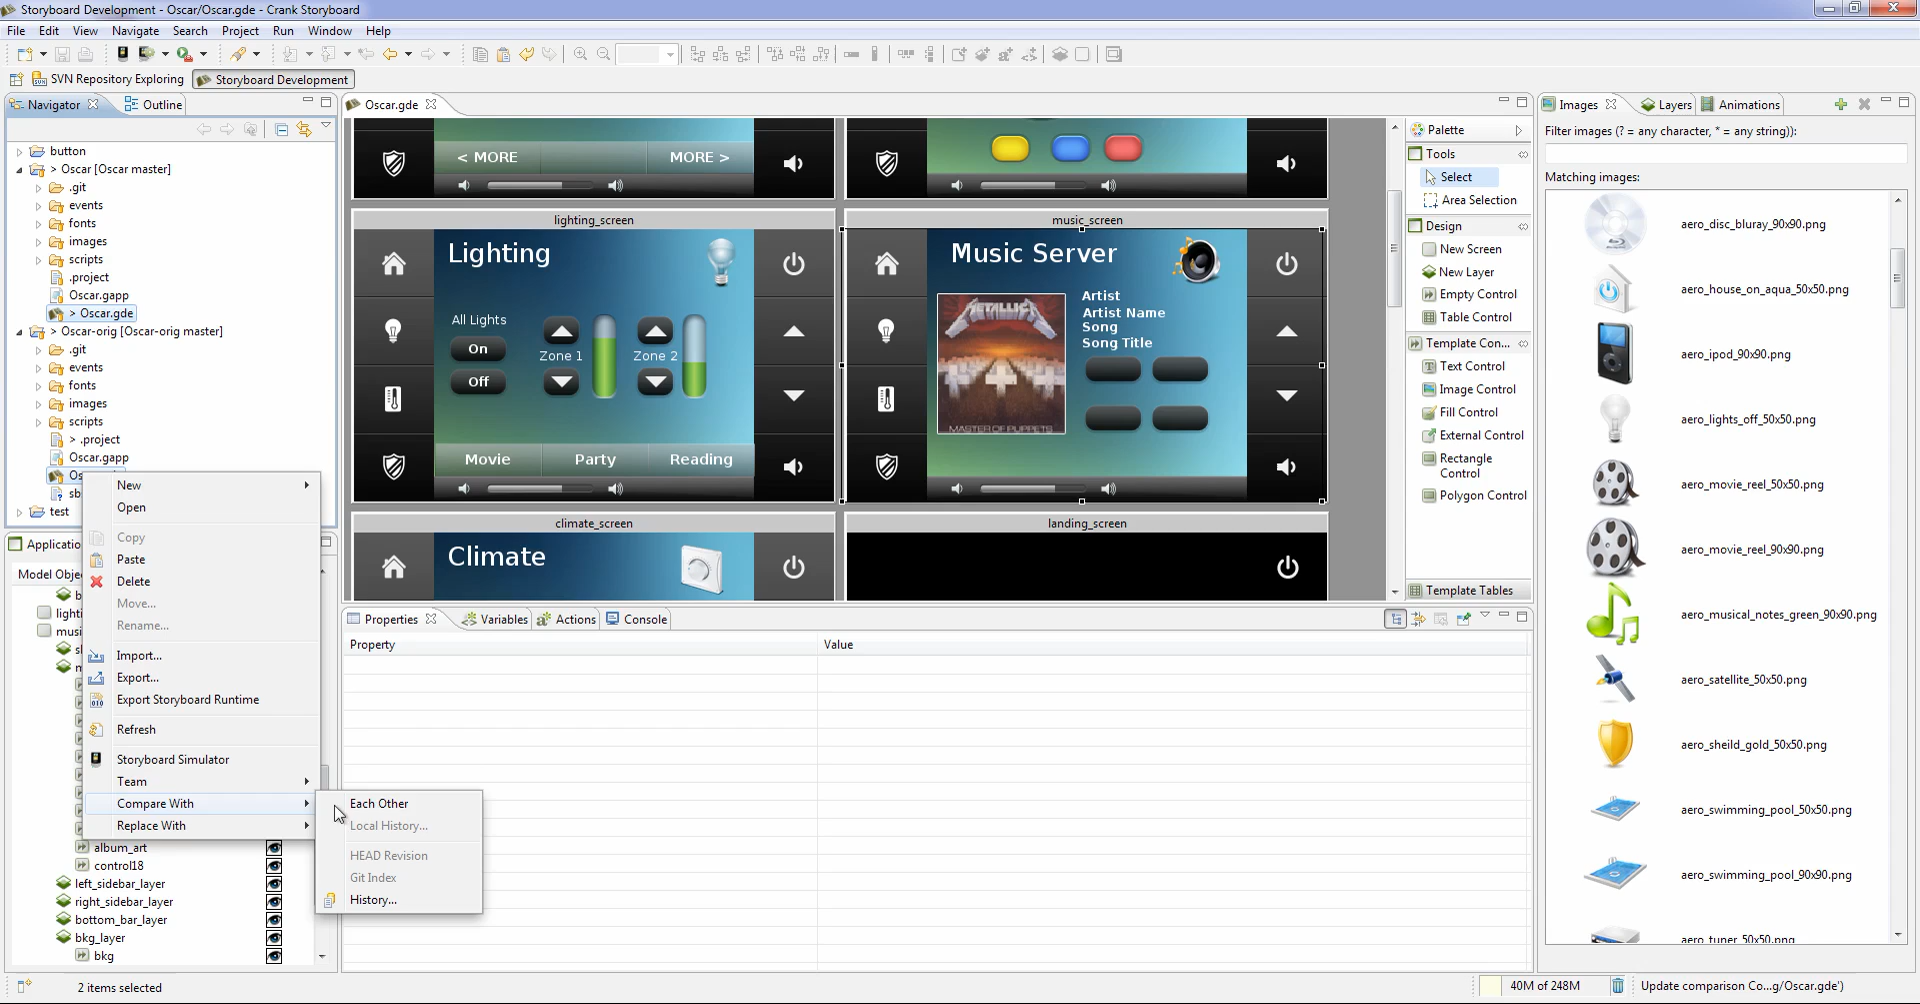 Storyboard Development - Oscar/Oscar.gde - Crank Storyboard
File Edit View Navigate Search Project Run Window Help
SVN Repository Exploring Storyboard Development
Navigator Outline
button
> Oscar [Oscar master]
.git
events
fonts
images
scripts
.project
Oscar.gapp
> Oscar.gde
> Oscar-orig [Oscar-orig master]
.git
events
fonts
images
scripts
> .project
Oscar.gapp
test
New
Open
Copy
Paste
Delete
Move...
Rename...
Import...
Export...
Export Storyboard Runtime
Refresh
Storyboard Simulator
Team
Compare With
Replace With
Each Other
Local History...
HEAD Revision
Git Index
History...
album_art
control18
left_sidebar_layer
right_sidebar_layer
bottom_bar_layer
bkg_layer
bkg
2 items selected
Oscar.gde
< MORE MORE >
lighting_screen
Lighting
All Lights
On
Off
Zone 1
Zone 2
Movie Party Reading
music_screen
Music Server
METALLICA
MASTER OF PUPPETS
Artist
Artist Name
Song
Song Title
climate_screen
Climate
landing_screen
Palette
Tools
Select
Area Selection
Design
New Screen
New Layer
Empty Control
Table Control
Template Con...
Text Control
Image Control
Fill Control
External Control
Rectangle
Control
Polygon Control
Template Tables
Properties Variables Actions Console
Property Value
Images Layers Animations
Filter images (? = any character, * = any string)):
Matching images:
aero_disc_bluray_90x90.png
aero_house_on_aqua_50x50.png
aero_ipod_90x90.png
aero_lights_off_50x50.png
aero_movie_reel_50x50.png
aero_movie_reel_90x90.png
aero_musical_notes_green_90x90.png
aero_satellite_50x50.png
aero_sheild_gold_50x50.png
aero_swimming_pool_50x50.png
aero_swimming_pool_90x90.png
aero_tuner_50x50.png
40M of 248M
Update comparison Co...g/Oscar.gde')